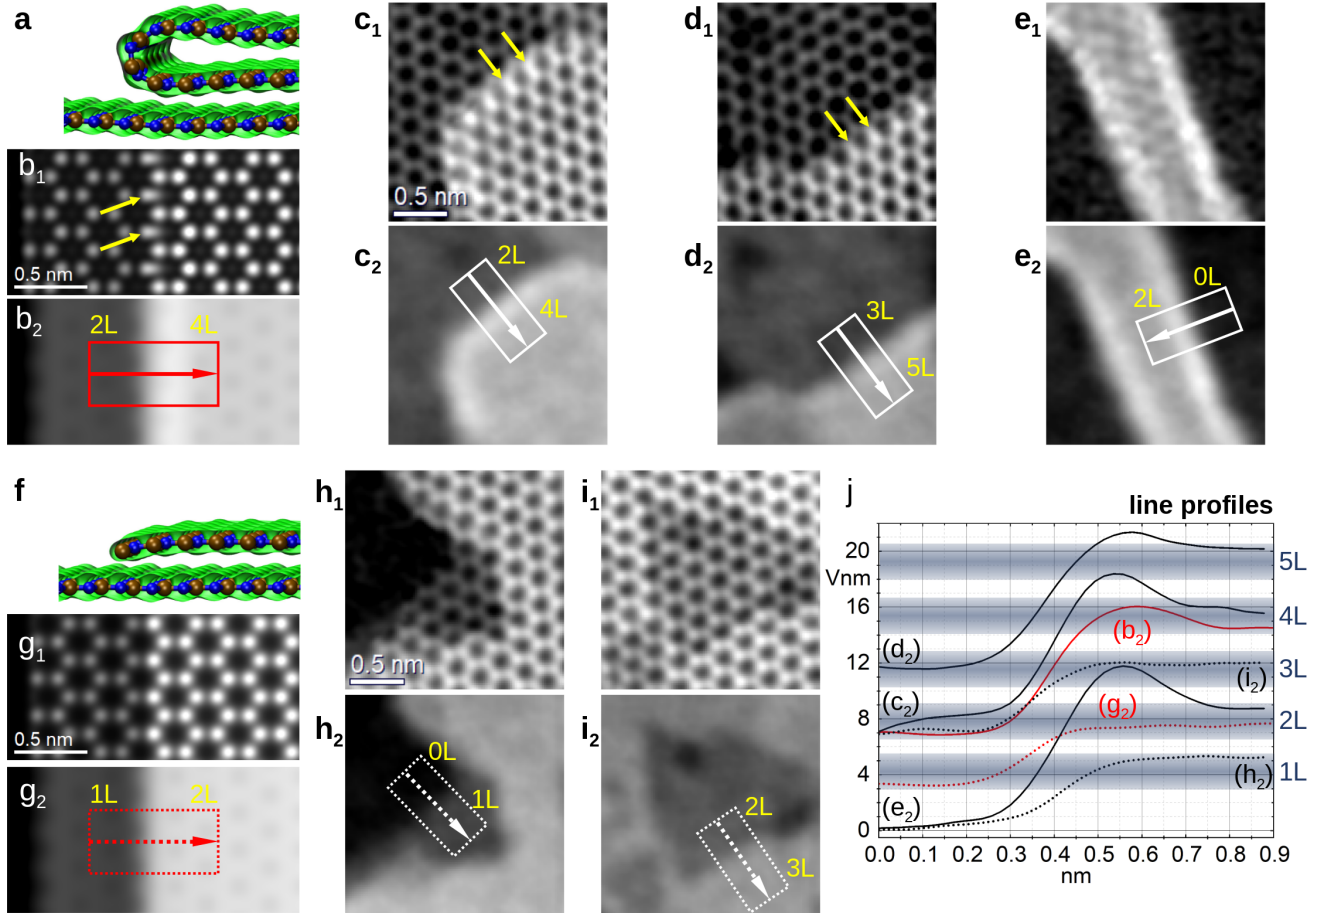 a
b1
0.5 nm
b2
2L
4L
c1
0.5 nm
c2
2L
4L
d1
d2
3L
5L
e1
e2
0L
2L
f
g1
0.5 nm
g2
1L
2L
h1
0.5 nm
h2
0L
1L
i1
i2
2L
3L
j
line profiles
20
Vnm
16
12
8
4
0
5L
4L
3L
2L
1L
(b2)
(d2)
(i2)
(c2)
(g2)
(h2)
(e2)
0.0 0.1 0.2 0.3 0.4 0.5 0.6 0.7 0.8 0.9
nm